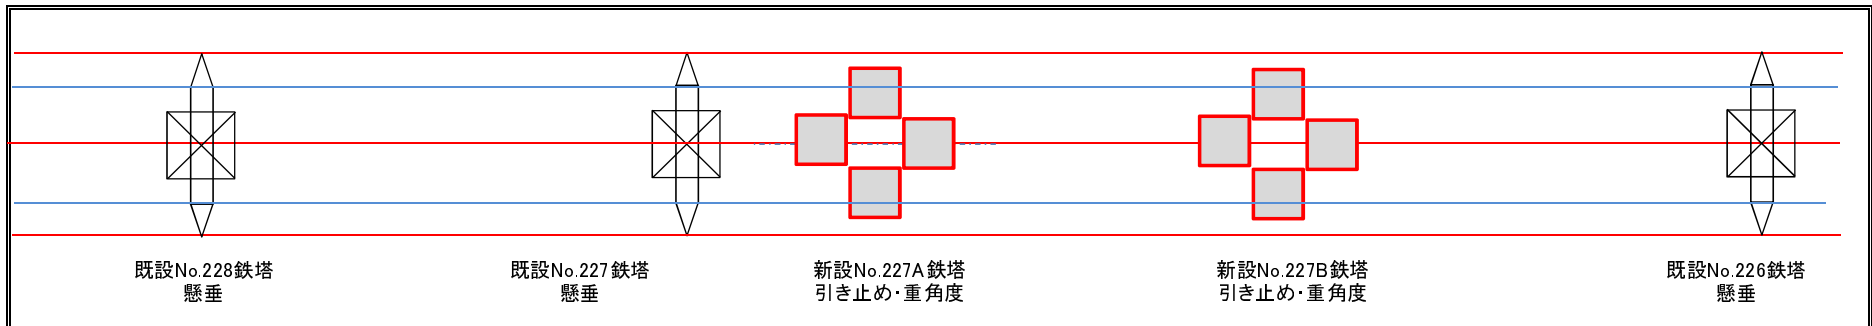 既設No.228鉄塔
懸垂
既設No.227鉄塔
懸垂
新設No.227A鉄塔
引き止め・重角度
新設No.227B鉄塔
引き止め・重角度
既設No.226鉄塔
懸垂